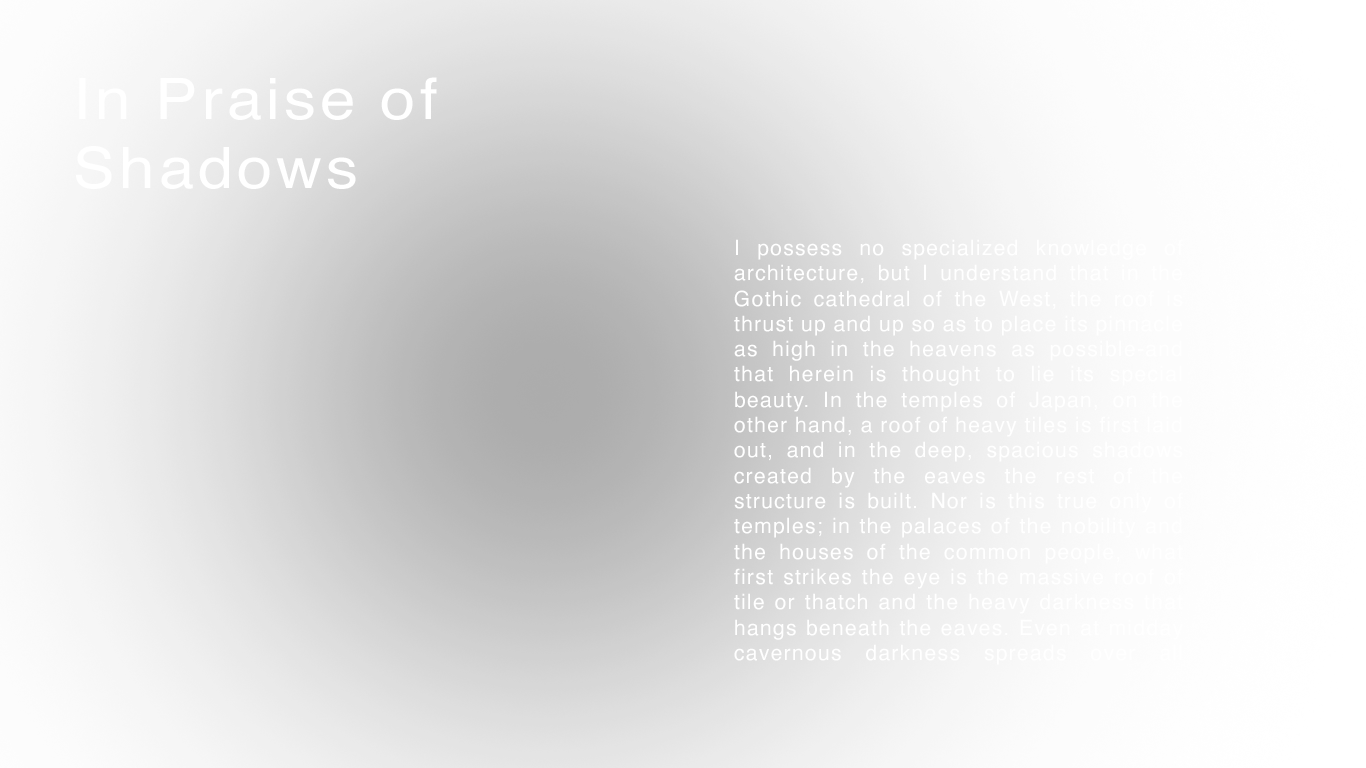 In Praise of
Shadows
I possess no specialized knowledge of
architecture, but I understand that in the
Gothic cathedral of the West, the roof is
thrust up and up so as to place its pinnacle
as high in the heavens as possible-and
that herein is thought to lie its special
beauty. In the temples of Japan, on the
other hand, a roof of heavy tiles is first laid
out, and in the deep, spacious shadows
created by the eaves the rest of the
structure is built. Nor is this true only of
temples; in the palaces of the nobility and
the houses of the common people, what
first strikes the eye is the massive roof of
tile or thatch and the heavy darkness that
hangs beneath the eaves. Even at midday
cavernous darkness spreads over